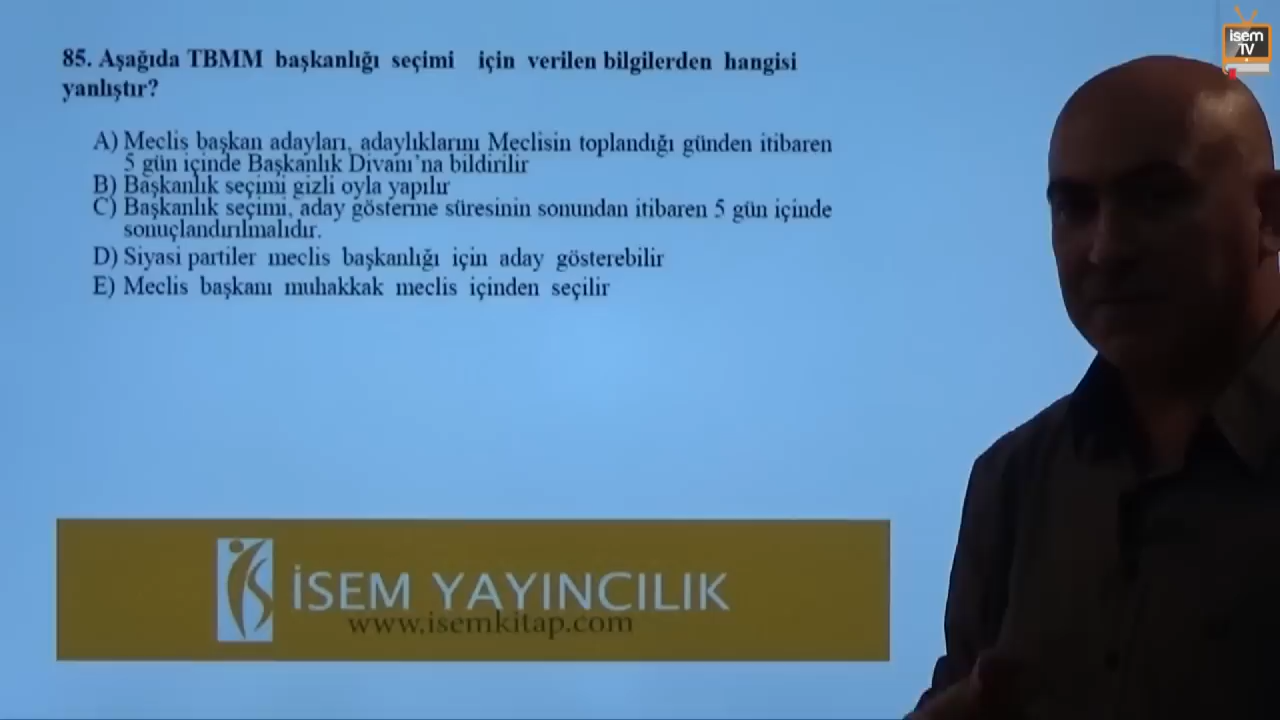 isem
TV
85. Aşağıda TBMM başkanlığı seçimi için verilen bilgilerden hangisi
yanlıştır?
A) Meclis başkan adayları, adaylıklarını Meclisin toplandığı günden itibaren
5 gün içinde Başkanlık Divanı'na bildirilir
B) Başkanlık seçimi gizli oyla yapılır
C) Başkanlık seçimi, aday gösterme süresinin sonundan itibaren 5 gün içinde
sonuçlandırılmalıdır.
D) Siyasi partiler meclis başkanlığı için aday gösterebilir
E) Meclis başkanı muhakkak meclis içinden seçilir
İSEM YAYINCILIK
www.isemkitap.com